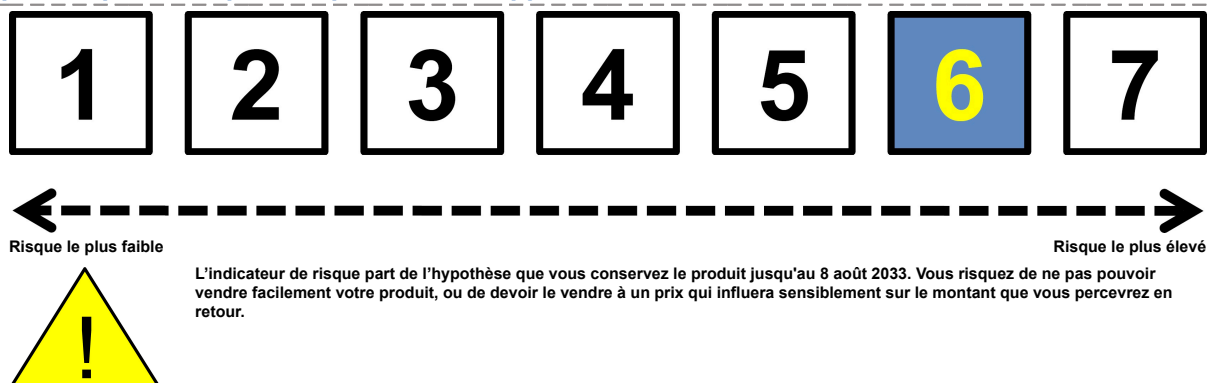 1 2 3 4 5 6 7
Risque le plus faible Risque le plus élevé
L'indicateur de risque part de l'hypothèse que vous conservez le produit jusqu'au 8 août 2033. Vous risquez de ne pas pouvoir
vendre facilement votre produit, ou de devoir le vendre à un prix qui influera sensiblement sur le montant que vous percevrez en
retour.
!